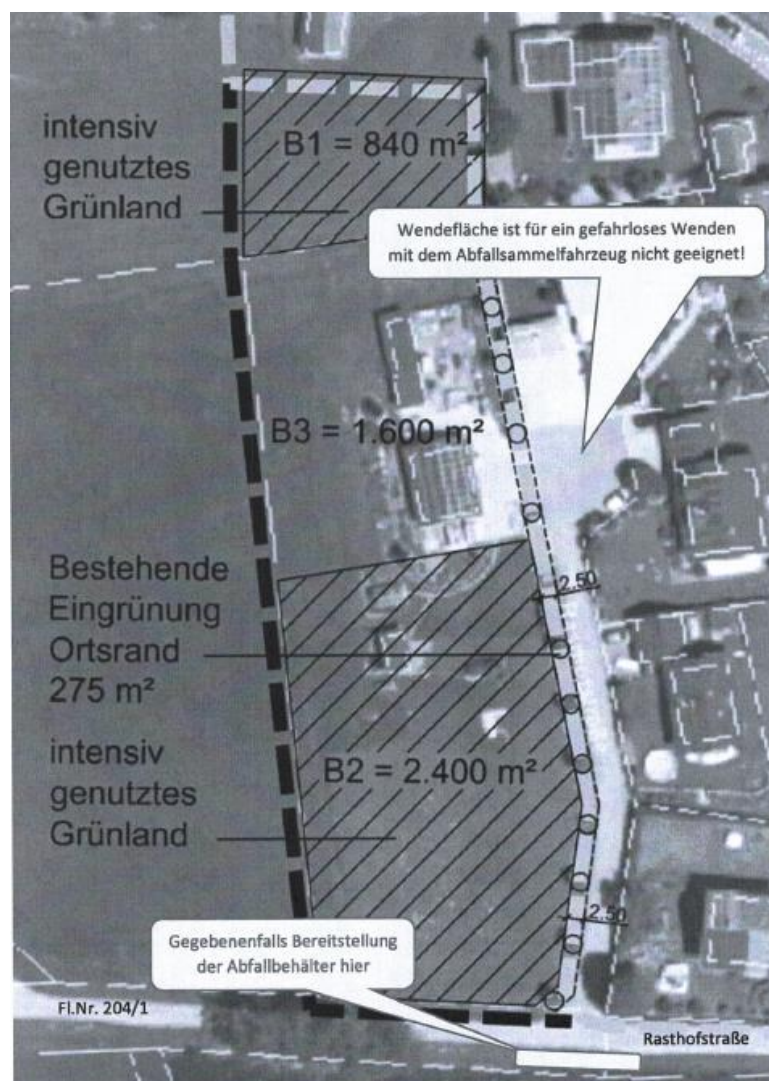 intensiv
genutztes
Grünland
B1 = 840 m²
Wendefläche ist für ein gefahrloses Wenden
mit dem Abfallsammelfahrzeug nicht geeignet!
B3 = 1.600 m²
Bestehende
Eingrünung
Ortsrand
275 m²
2.50
intensiv
genutztes
Grünland
B2 = 2.400 m²
2.50
Gegebenenfalls Bereitstellung
der Abfallbehälter hier
Fl.Nr. 204/1
Rasthofstraße